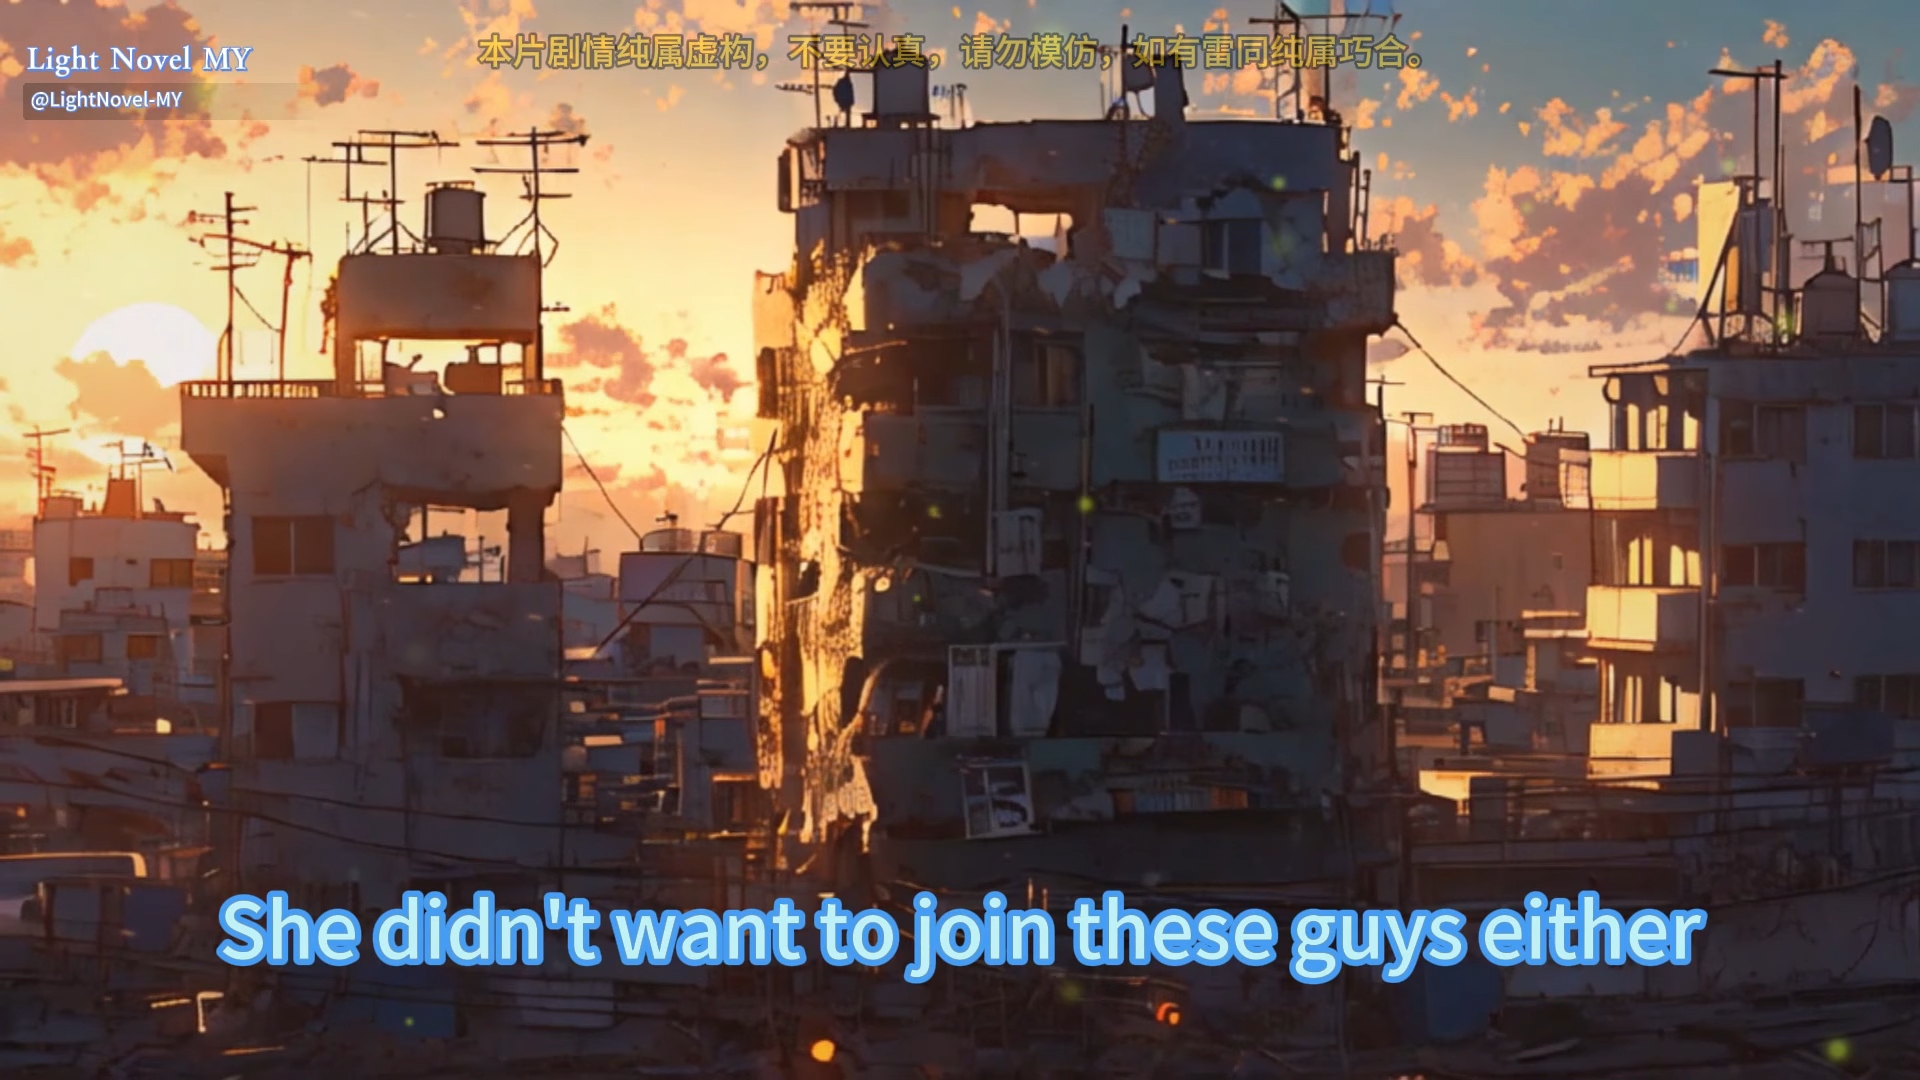 本片剧情纯属虚构，不要认真，请勿模仿，如有雷同纯属巧合。
Light Novel MY
@LightNovel-MY
She didn't want to join these guys either